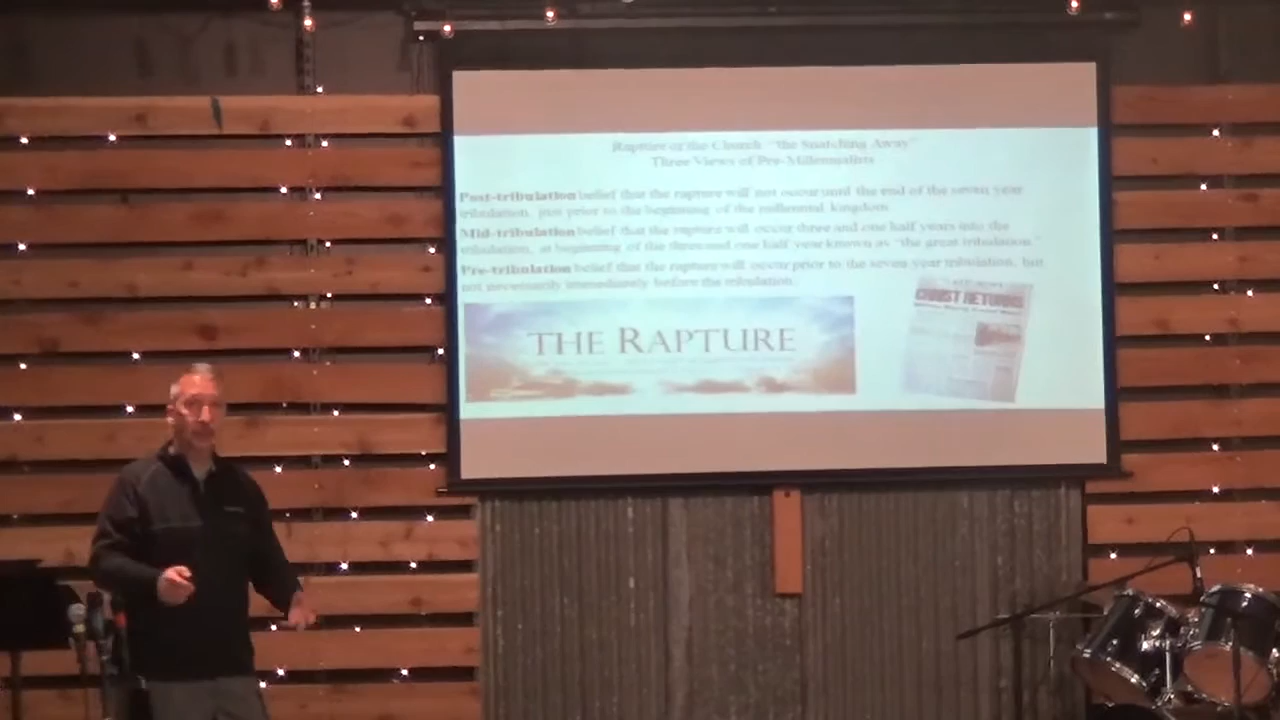 Rapture of the Church "the Snatching Away"
Three Views of Pre-Millennialists
Post-tribulation belief that the rapture will not occur until the end of the seven year
tribulation, just prior to the beginning of the millennial kingdom.
Mid-tribulation belief that the rapture will occur three and one half years into the
tribulation, at beginning of the three and one half year known as "the great tribulation."
Pre-tribulation belief that the rapture will occur prior to the seven year tribulation, but
not necessarily immediately before the tribulation.
THE RAPTURE
CHRIST RETURNS